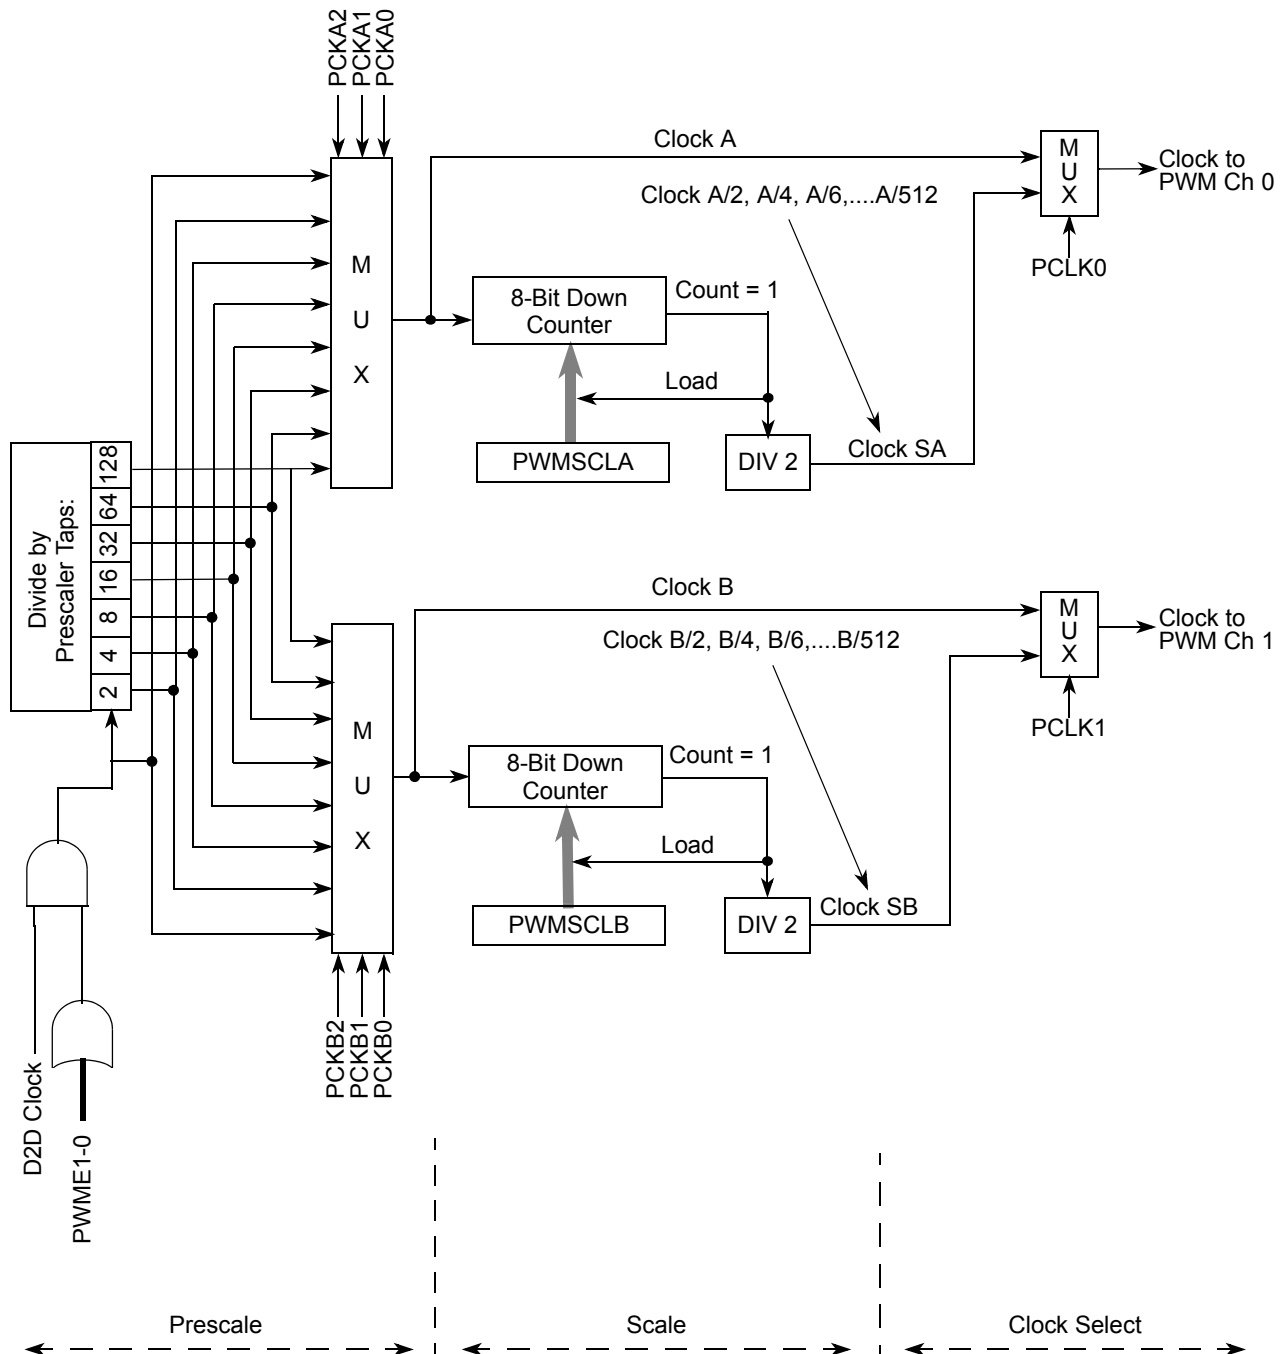 PCKA2
PCKA1
PCKA0
Clock A
M
U
X
Clock to
PWM Ch 0
Clock A/2, A/4, A/6,....A/512
PCLK0
M
U
X
8-Bit Down
Counter
Count = 1
Load
PWMSCLA
DIV 2
Clock SA
Divide by
Prescaler Taps:
128
64
32
16
8
4
2
Clock B
M
U
X
Clock to
PWM Ch 1
Clock B/2, B/4, B/6,....B/512
PCLK1
M
U
X
8-Bit Down
Counter
Count = 1
Load
PWMSCLB
DIV 2
Clock SB
PCKB2
PCKB1
PCKB0
D2D Clock
PWME1-0
Prescale
Scale
Clock Select